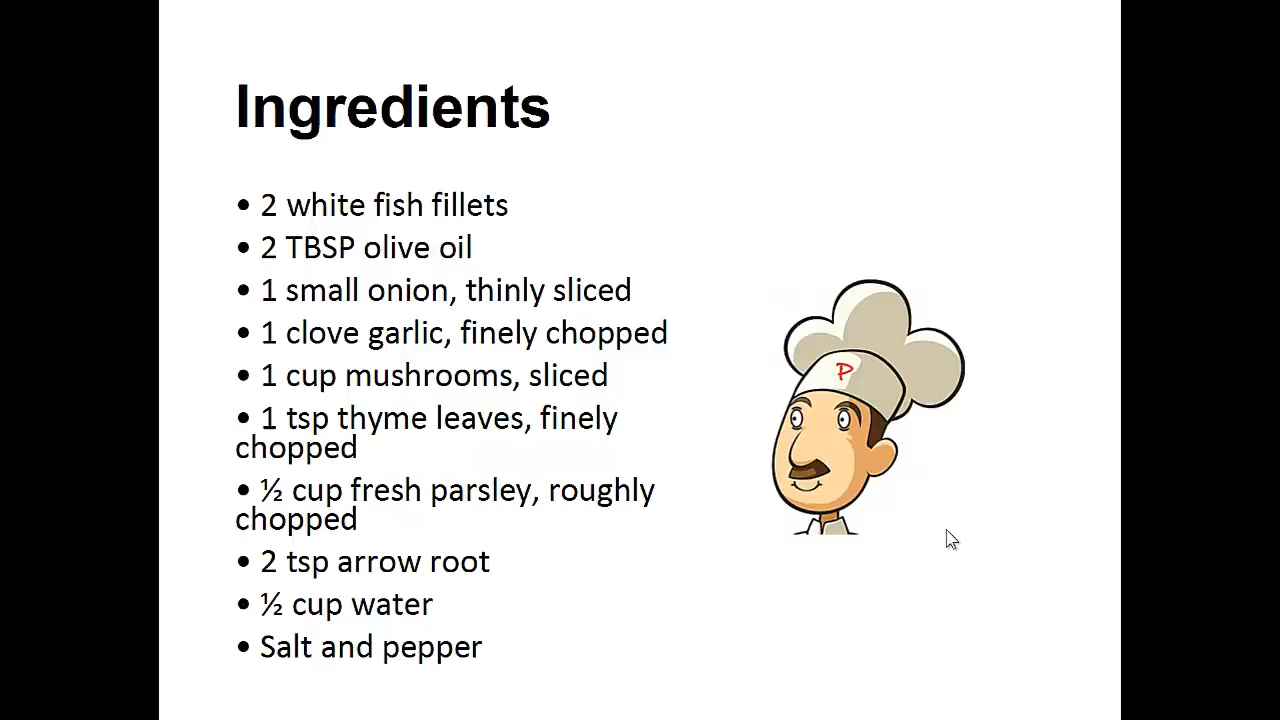 Ingredients
• 2 white fish fillets
• 2 TBSP olive oil
• 1 small onion, thinly sliced
• 1 clove garlic, finely chopped
• 1 cup mushrooms, sliced
• 1 tsp thyme leaves, finely
chopped
• ½ cup fresh parsley, roughly
chopped
• 2 tsp arrow root
• ½ cup water
• Salt and pepper
P